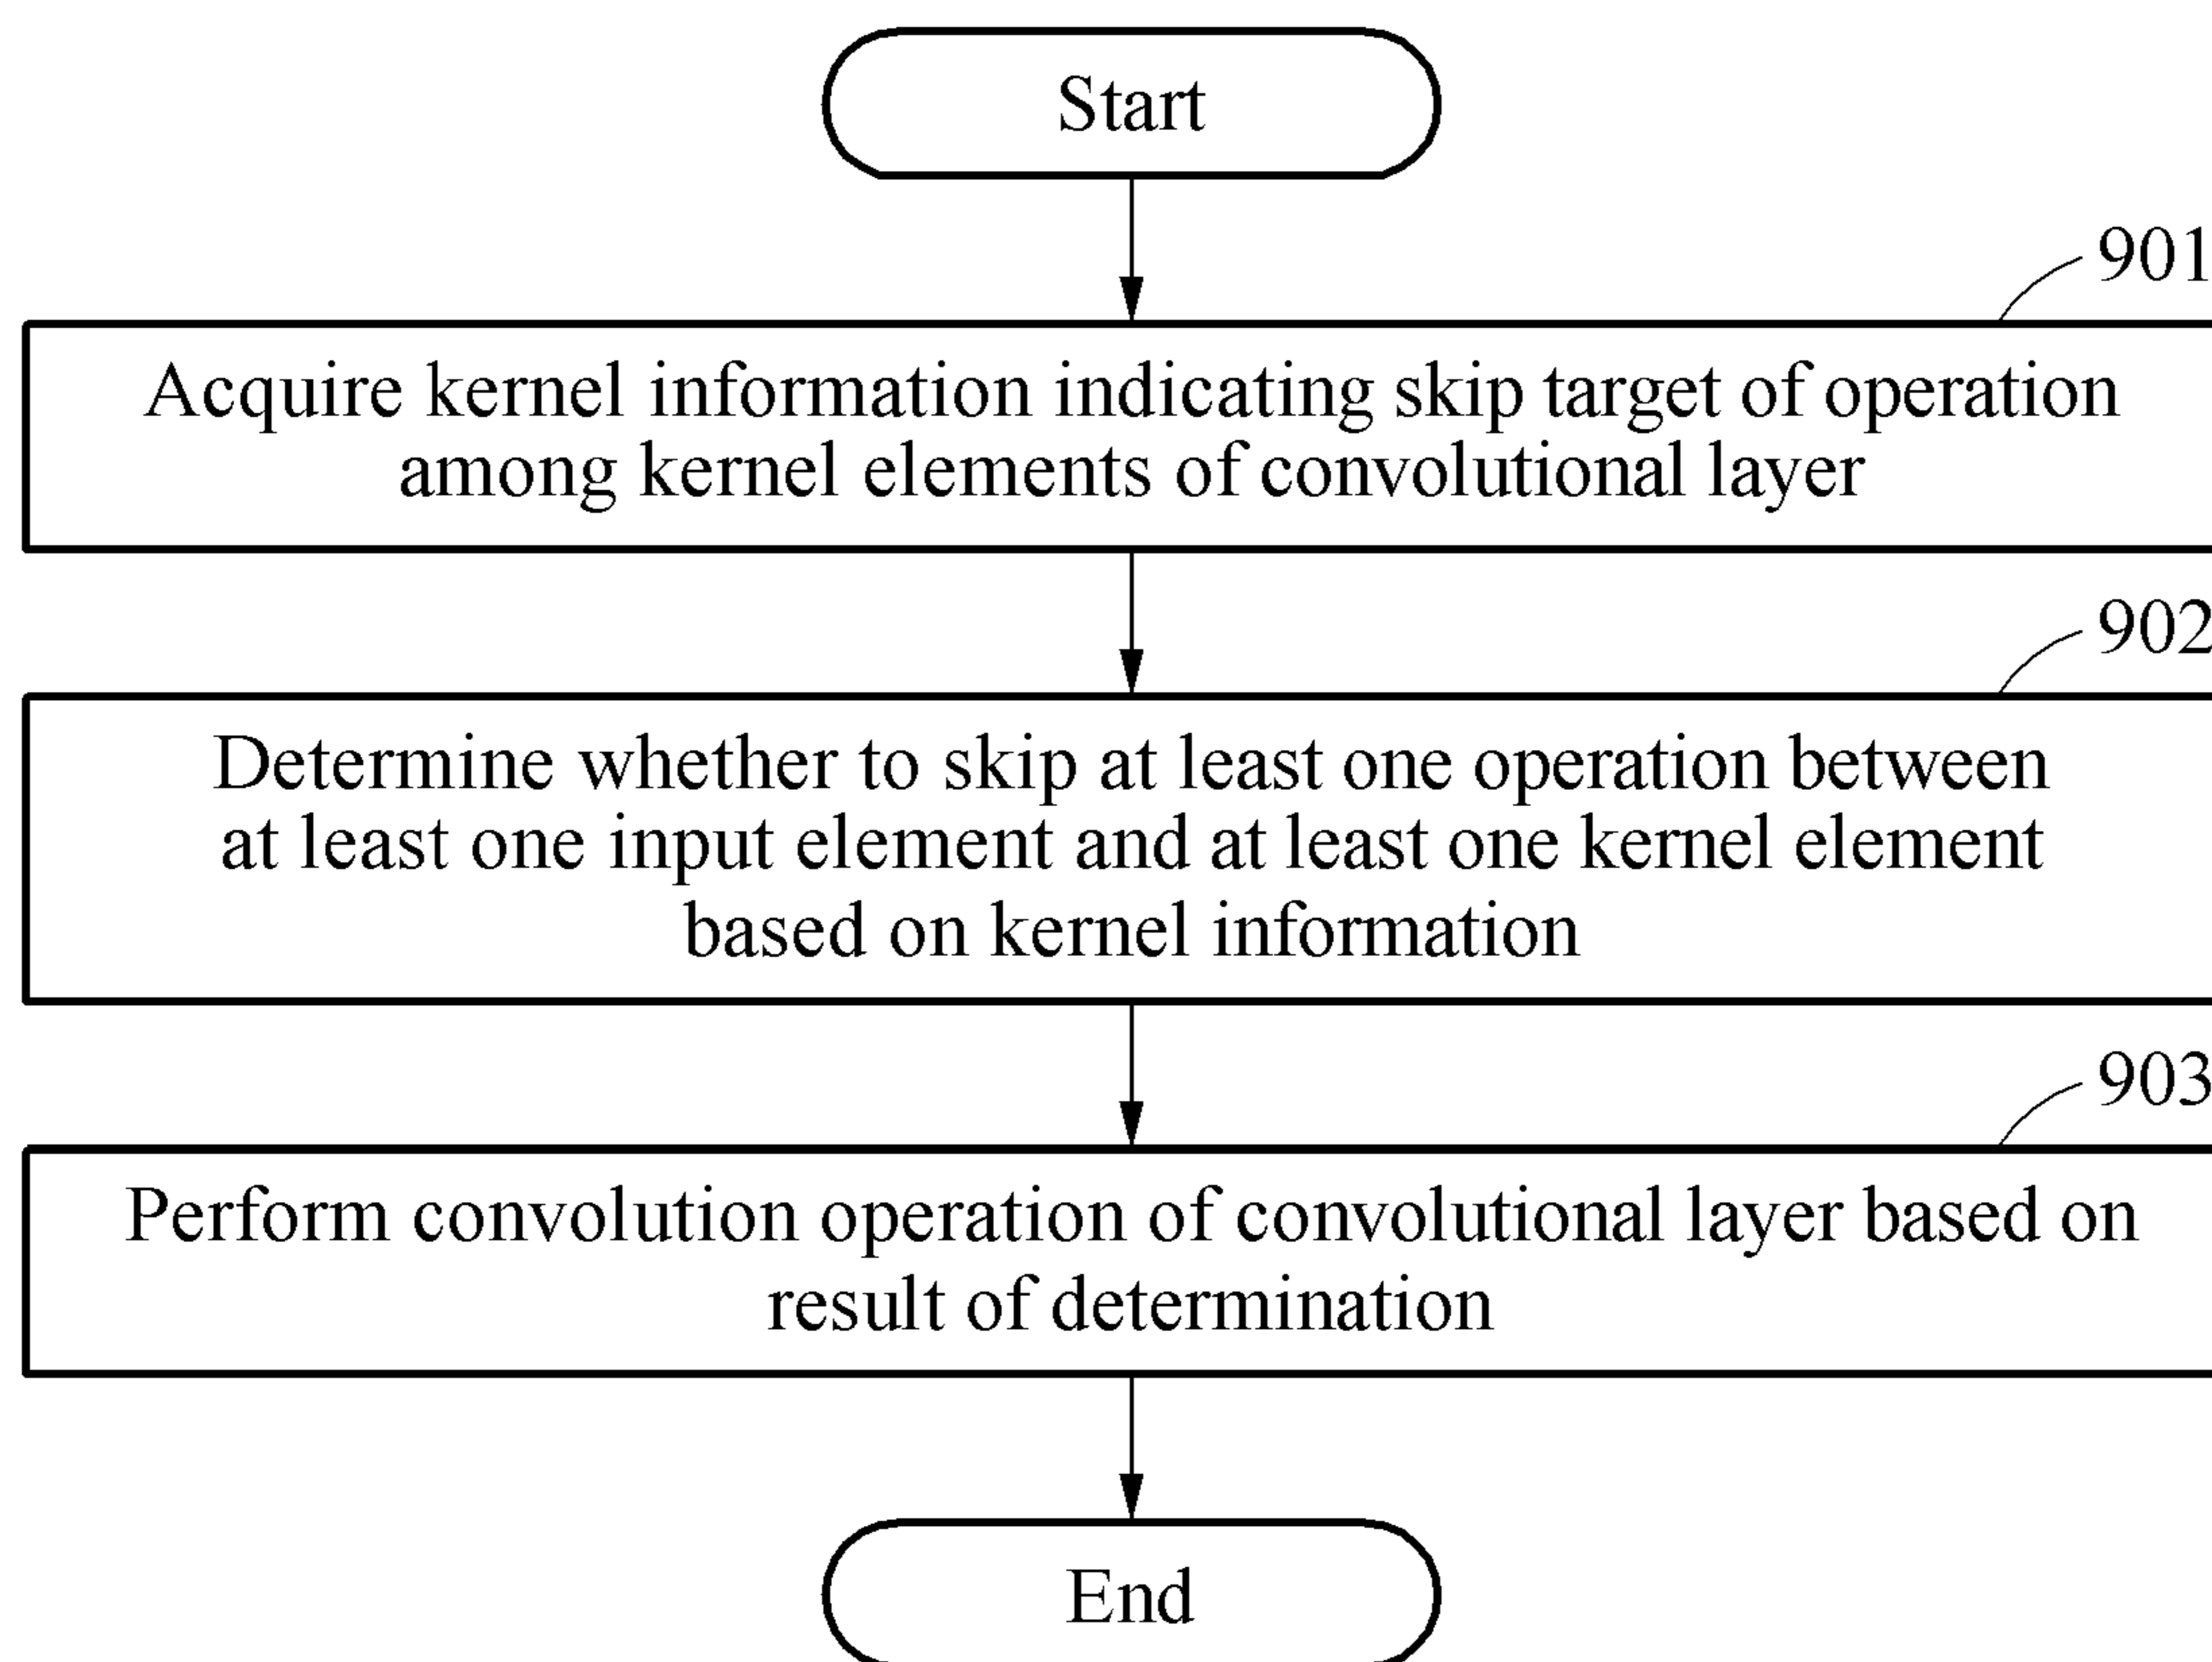 Start
901
Acquire kernel information indicating skip target of operation
among kernel elements of convolutional layer
902
Determine whether to skip at least one operation between
at least one input element and at least one kernel element
based on kernel information
903
Perform convolution operation of convolutional layer based on
result of determination
End